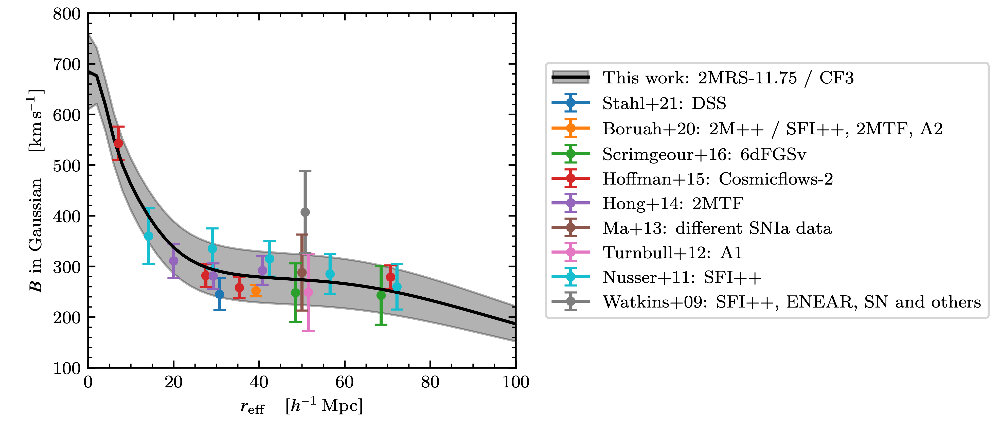 800
700
600
500
400
300
200
100
B in Gaussian [km s⁻¹]
0 20 40 60 80 100
r_eff [h⁻¹ Mpc]
This work: 2MRS-11.75 / CF3
Stahl+21: DSS
Boruah+20: 2M++ / SFI++, 2MTF, A2
Scrimgeour+16: 6dFGSv
Hoffman+15: Cosmicflows-2
Hong+14: 2MTF
Ma+13: different SNIa data
Turnbull+12: A1
Nusser+11: SFI++
Watkins+09: SFI++, ENEAR, SN and others